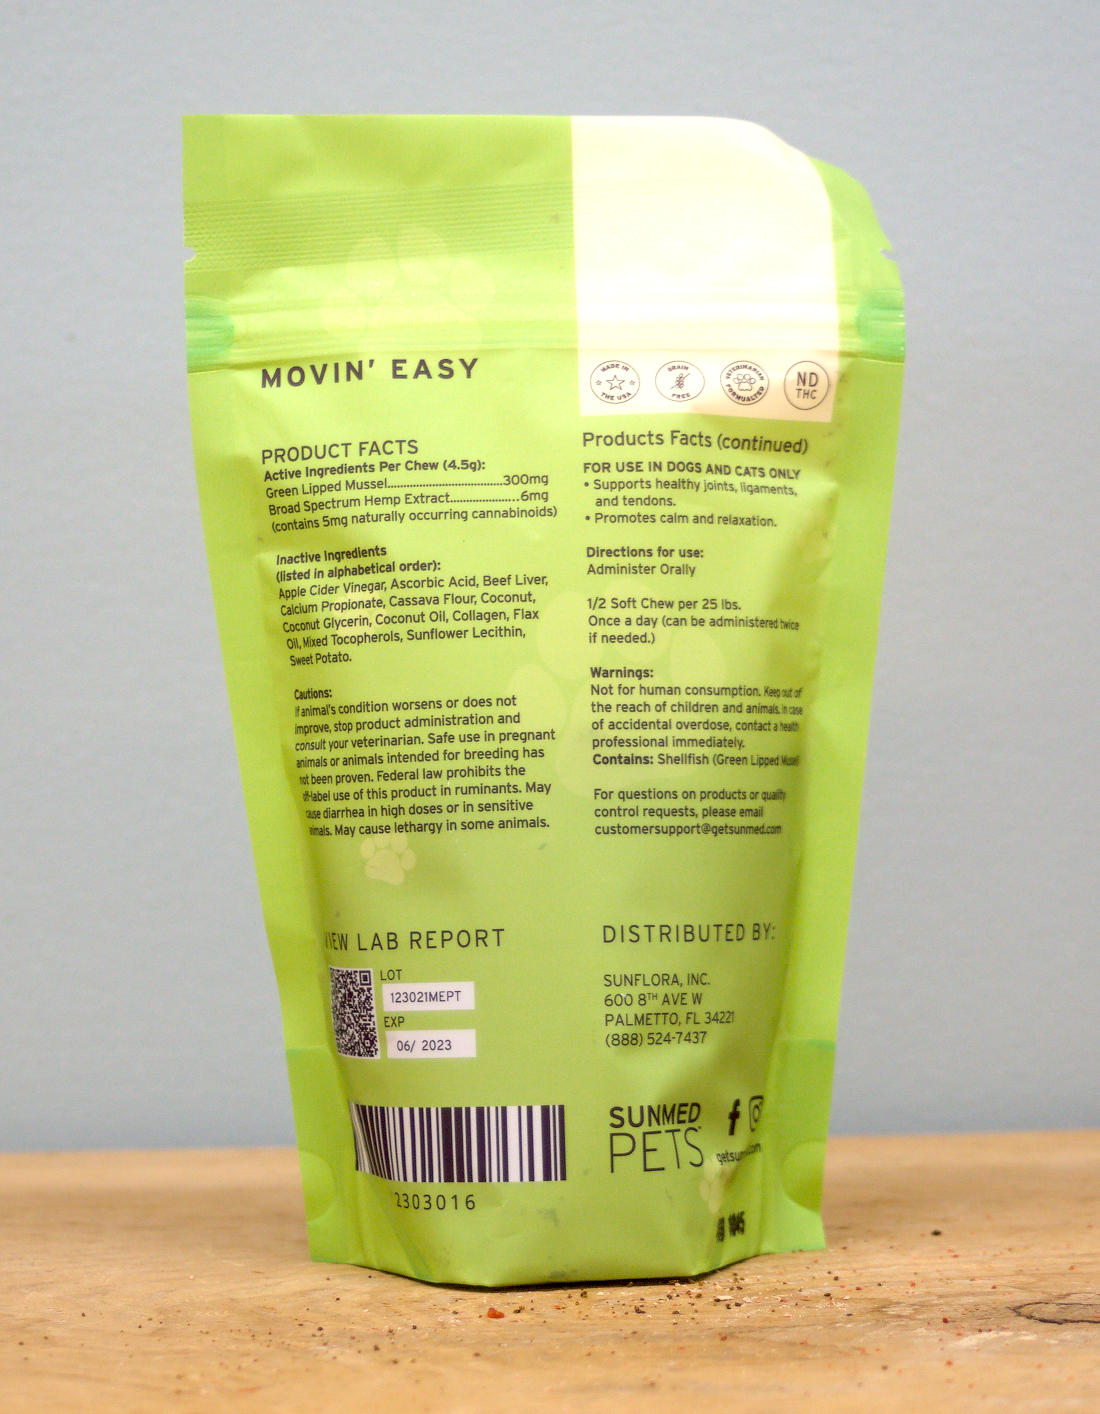 MOVIN' EASY
PRODUCT FACTS
Active Ingredients Per Chew (4.5g):
Green Lipped Mussel....................................300mg
Broad Spectrum Hemp Extract......................6mg
(contains 5mg naturally occurring cannabinoids)
Inactive Ingredients
(listed in alphabetical order):
Apple Cider Vinegar, Ascorbic Acid, Beef Liver,
Calcium Propionate, Cassava Flour, Coconut,
Coconut Glycerin, Coconut Oil, Collagen, Flax
Oil, Mixed Tocopherols, Sunflower Lecithin,
Sweet Potato.
Cautions:
If animal's condition worsens or does not
improve, stop product administration and
consult your veterinarian. Safe use in pregnant
animals or animals intended for breeding has
not been proven. Federal law prohibits the
off-label use of this product in ruminants. May
cause diarrhea in high doses or in sensitive
animals. May cause lethargy in some animals.
VIEW LAB REPORT
LOT
123021MEPT
EXP
06/ 2023
2303016
MADE IN
THE USA
GRAIN
FREE
VETERINARIAN
FORMUALTED
ND
THC
Products Facts (continued)
FOR USE IN DOGS AND CATS ONLY
• Supports healthy joints, ligaments,
and tendons.
• Promotes calm and relaxation.
Directions for use:
Administer Orally
1/2 Soft Chew per 25 lbs.
Once a day (can be administered twice
if needed.)
Warnings:
Not for human consumption. Keep out of
the reach of children and animals. In case
of accidental overdose, contact a health
professional immediately.
Contains: Shellfish (Green Lipped Mussel)
For questions on products or quality
control requests, please email
customersupport@getsunmed.com
DISTRIBUTED BY:
SUNFLORA, INC.
600 8TH AVE W
PALMETTO, FL 34221
(888) 524-7437
SUNMED
PETS